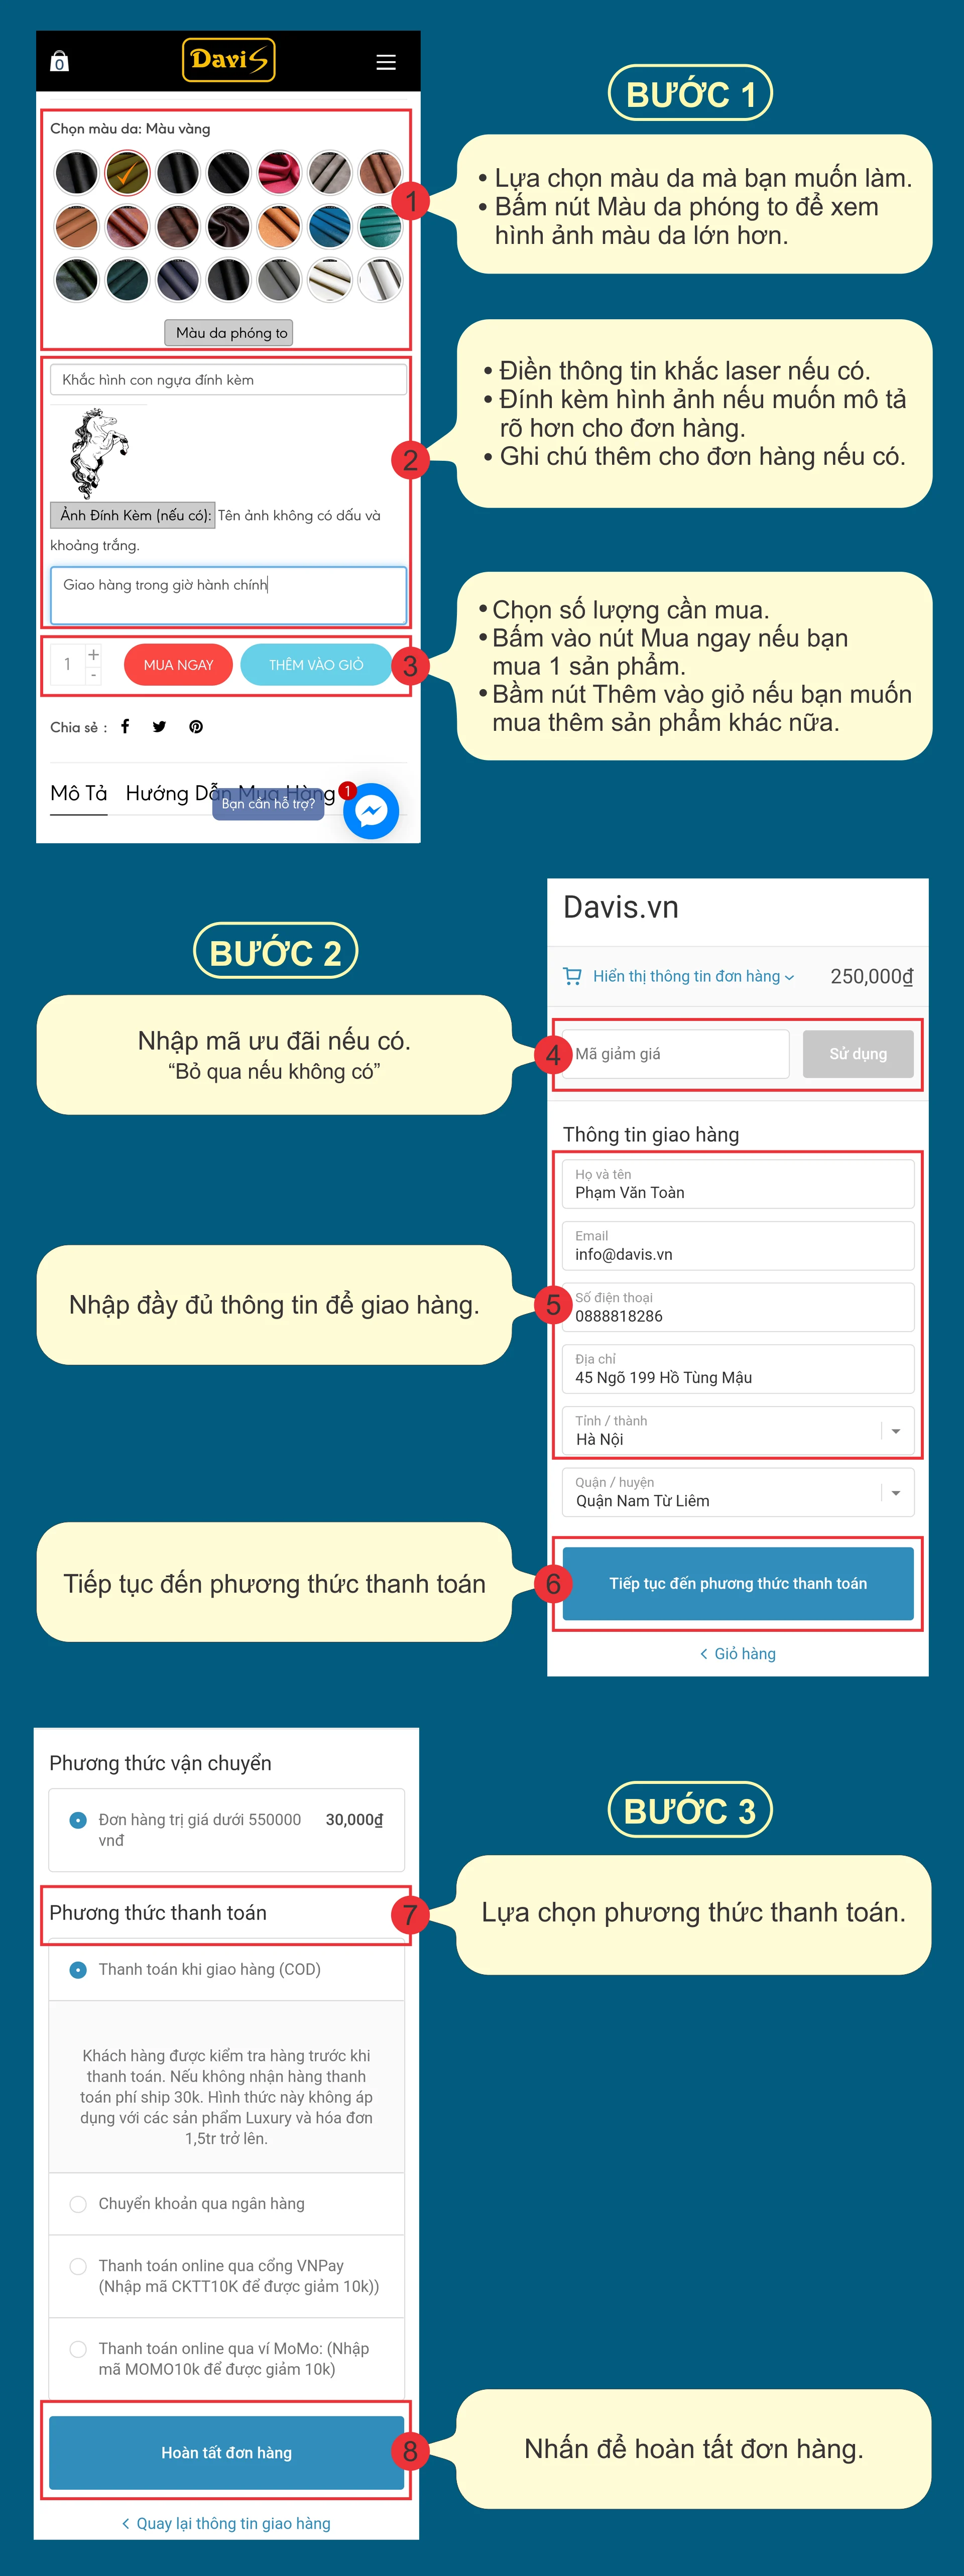 0
DaviS
BƯỚC 1
Chọn màu da: Màu vàng
1
• Lựa chọn màu da mà bạn muốn làm.
• Bấm nút Màu da phóng to để xem
hình ảnh màu da lớn hơn.
Màu da phóng to
Khắc hình con ngựa đính kèm
2
• Điền thông tin khắc laser nếu có.
• Đính kèm hình ảnh nếu muốn mô tả
rõ hơn cho đơn hàng.
• Ghi chú thêm cho đơn hàng nếu có.
Ảnh Đính Kèm (nếu có): Tên ảnh không có dấu và
khoảng trắng.
Giao hàng trong giờ hành chính
1
+
-
MUA NGAY
THÊM VÀO GIỎ
3
• Chọn số lượng cần mua.
• Bấm vào nút Mua ngay nếu bạn
mua 1 sản phẩm.
• Bằm nút Thêm vào giỏ nếu bạn muốn
mua thêm sản phẩm khác nữa.
Chia sẻ :
Mô Tả
Hướng Dẫn Mua Hàng
Bạn cần hỗ trợ?
1
BƯỚC 2
Davis.vn
Hiển thị thông tin đơn hàng
250,000₫
Nhập mã ưu đãi nếu có.
“Bỏ qua nếu không có”
4
Mã giảm giá
Sử dụng
Thông tin giao hàng
Họ và tên
Phạm Văn Toàn
Email
info@davis.vn
Nhập đầy đủ thông tin để giao hàng.
5
Số điện thoại
0888818286
Địa chỉ
45 Ngõ 199 Hồ Tùng Mậu
Tỉnh / thành
Hà Nội
Quận / huyện
Quận Nam Từ Liêm
Tiếp tục đến phương thức thanh toán
6
Tiếp tục đến phương thức thanh toán
Giỏ hàng
BƯỚC 3
Phương thức vận chuyển
Đơn hàng trị giá dưới 550000
vnđ
30,000₫
Phương thức thanh toán
7
Lựa chọn phương thức thanh toán.
Thanh toán khi giao hàng (COD)
Khách hàng được kiểm tra hàng trước khi
thanh toán. Nếu không nhận hàng thanh
toán phí ship 30k. Hình thức này không áp
dụng với các sản phẩm Luxury và hóa đơn
1,5tr trở lên.
Chuyển khoản qua ngân hàng
Thanh toán online qua cổng VNPay
(Nhập mã CKTT10K để được giảm 10k))
Thanh toán online qua ví MoMo: (Nhập
mã MOMO10k để được giảm 10k)
Hoàn tất đơn hàng
8
Nhấn để hoàn tất đơn hàng.
Quay lại thông tin giao hàng